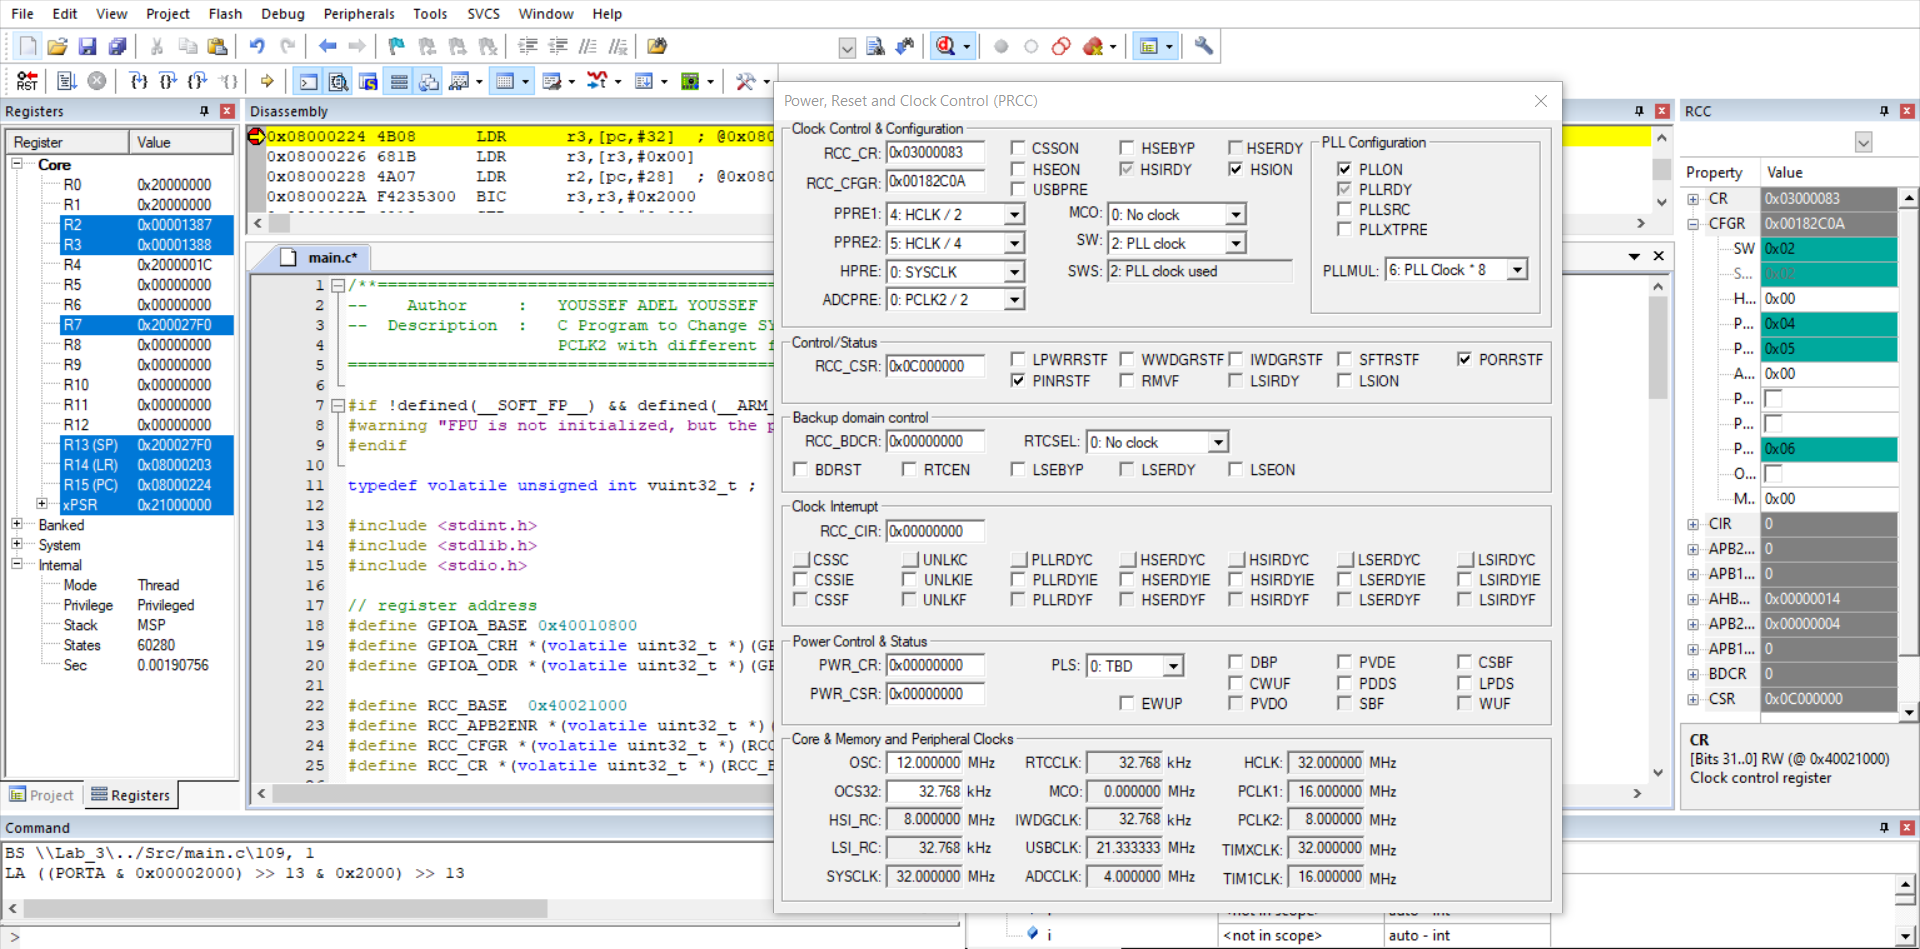 File Edit View Project Flash Debug Peripherals Tools SVCS Window Help
RST
Registers
Register Value
Core
R0 0x20000000
R1 0x20000000
R2 0x00001387
R3 0x00001388
R4 0x2000001C
R5 0x00000000
R6 0x00000000
R7 0x200027F0
R8 0x00000000
R9 0x00000000
R10 0x00000000
R11 0x00000000
R12 0x00000000
R13 (SP) 0x200027F0
R14 (LR) 0x08000203
R15 (PC) 0x08000224
xPSR 0x21000000
Banked
System
Internal
Mode Thread
Privilege Privileged
Stack MSP
States 60280
Sec 0.00190756
Project Registers
Disassembly
0x08000224 4B08 LDR r3,[pc,#32] ; @0x080
0x08000226 681B LDR r3,[r3,#0x00]
0x08000228 4A07 LDR r2,[pc,#28] ; @0x080
0x0800022A F4235300 BIC r3,r3,#0x2000
main.c*
1 /**================================================
2 -- Author : YOUSSEF ADEL YOUSSEF
3 -- Description : C Program to Change SY
4 PCLK2 with different f
5 ================================================
6
7 #if !defined(__SOFT_FP__) && defined(__ARM_
8 #warning "FPU is not initialized, but the p
9 #endif
10
11 typedef volatile unsigned int vuint32_t ;
12
13 #include <stdint.h>
14 #include <stdlib.h>
15 #include <stdio.h>
16
17 // register address
18 #define GPIOA_BASE 0x40010800
19 #define GPIOA_CRH *(volatile uint32_t *)(GP
20 #define GPIOA_ODR *(volatile uint32_t *)(GP
21
22 #define RCC_BASE 0x40021000
23 #define RCC_APB2ENR *(volatile uint32_t *)(
24 #define RCC_CFGR *(volatile uint32_t *)(RCC
25 #define RCC_CR *(volatile uint32_t *)(RCC_B
Power, Reset and Clock Control (PRCC)
Clock Control & Configuration
RCC_CR: 0x03000083 CSSON HSEBYP HSERDY
HSEON HSIRDY HSION
RCC_CFGR: 0x00182C0A USBPRE
PPRE1: 4: HCLK / 2 MCO: 0: No clock
PPRE2: 5: HCLK / 4 SW: 2: PLL clock
HPRE: 0: SYSCLK SWS: 2: PLL clock used
ADCPRE: 0: PCLK2 / 2
PLL Configuration
PLLON
PLLRDY
PLLSRC
PLLXTPRE
PLLMUL: 6: PLL Clock * 8
Control/Status
RCC_CSR: 0x0C000000 LPWRRSTF WWDGRSTF IWDGRSTF SFTRSTF PORRSTF
PINRSTF RMVF LSIRDY LSION
Backup domain control
RCC_BDCR: 0x00000000 RTCSEL: 0: No clock
BDRST RTCEN LSEBYP LSERDY LSEON
Clock Interrupt
RCC_CIR: 0x00000000
CSSC UNLKC PLLRDYC HSERDYC HSIRDYC LSERDYC LSIRDYC
CSSIE UNLKIE PLLRDYIE HSERDYIE HSIRDYIE LSERDYIE LSIRDYIE
CSSF UNLKF PLLRDYF HSERDYF HSIRDYF LSERDYF LSIRDYF
Power Control & Status
PWR_CR: 0x00000000 PLS: 0: TBD DBP PVDE CSBF
CWUF PDDS LPDS
PWR_CSR: 0x00000000 EWUP PVDO SBF WUF
Core & Memory and Peripheral Clocks
OSC: 12.000000 MHz RTCCLK: 32.768 kHz HCLK: 32.000000 MHz
OCS32: 32.768 kHz MCO: 0.000000 MHz PCLK1: 16.000000 MHz
HSI_RC: 8.000000 MHz IWDGCLK: 32.768 kHz PCLK2: 8.000000 MHz
LSI_RC: 32.768 kHz USBCLK: 21.333333 MHz TIMXCLK: 32.000000 MHz
SYSCLK: 32.000000 MHz ADCCLK: 4.000000 MHz TIM1CLK: 16.000000 MHz
RCC
Property Value
CR 0x03000083
CFGR 0x00182C0A
SW 0x02
S... 0x02
H... 0x00
P... 0x04
P... 0x05
A... 0x00
P...
P...
P... 0x06
O...
M.. 0x00
CIR 0
APB2... 0
APB1... 0
AHB... 0x00000014
APB2... 0x00000004
APB1... 0
BDCR 0
CSR 0x0C000000
CR
[Bits 31..0] RW (@ 0x40021000)
Clock control register
Command
BS \\Lab_3\../Src/main.c\109, 1
LA ((PORTA & 0x00002000) >> 13 & 0x2000) >> 13
>
i <not in scope> auto - int
i <not in scope> auto - int